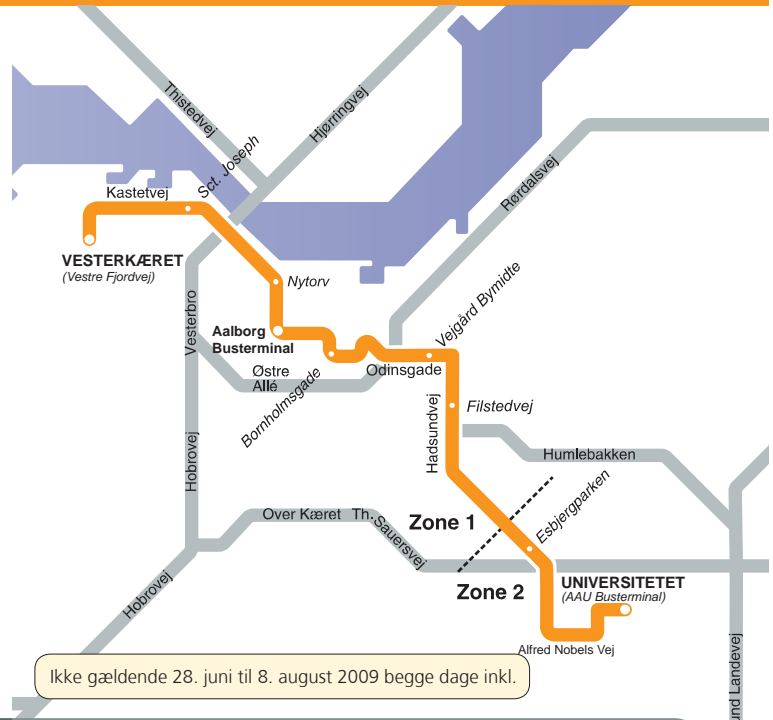 Thistedvej
Hjørringvej
Sct. Joseph
Kastetvej
Rørdalsvej
VESTERKÆRET
(Vestre Fjordvej)
Nytorv
Vejgård Bymidte
Vesterbro
Aalborg
Busterminal
Østre
Allé
Bornholmsgade
Odinsgade
Filstedvej
Hadsundvej
Humlebakken
Hobrovej
Esbjergparken
Over Kæret
Th. Sauersvej
Zone 1
Zone 2
UNIVERSITETET
(AAU Busterminal)
Hobrovej
Alfred Nobels Vej
und Landevej
Ikke gældende 28. juni til 8. august 2009 begge dage inkl.